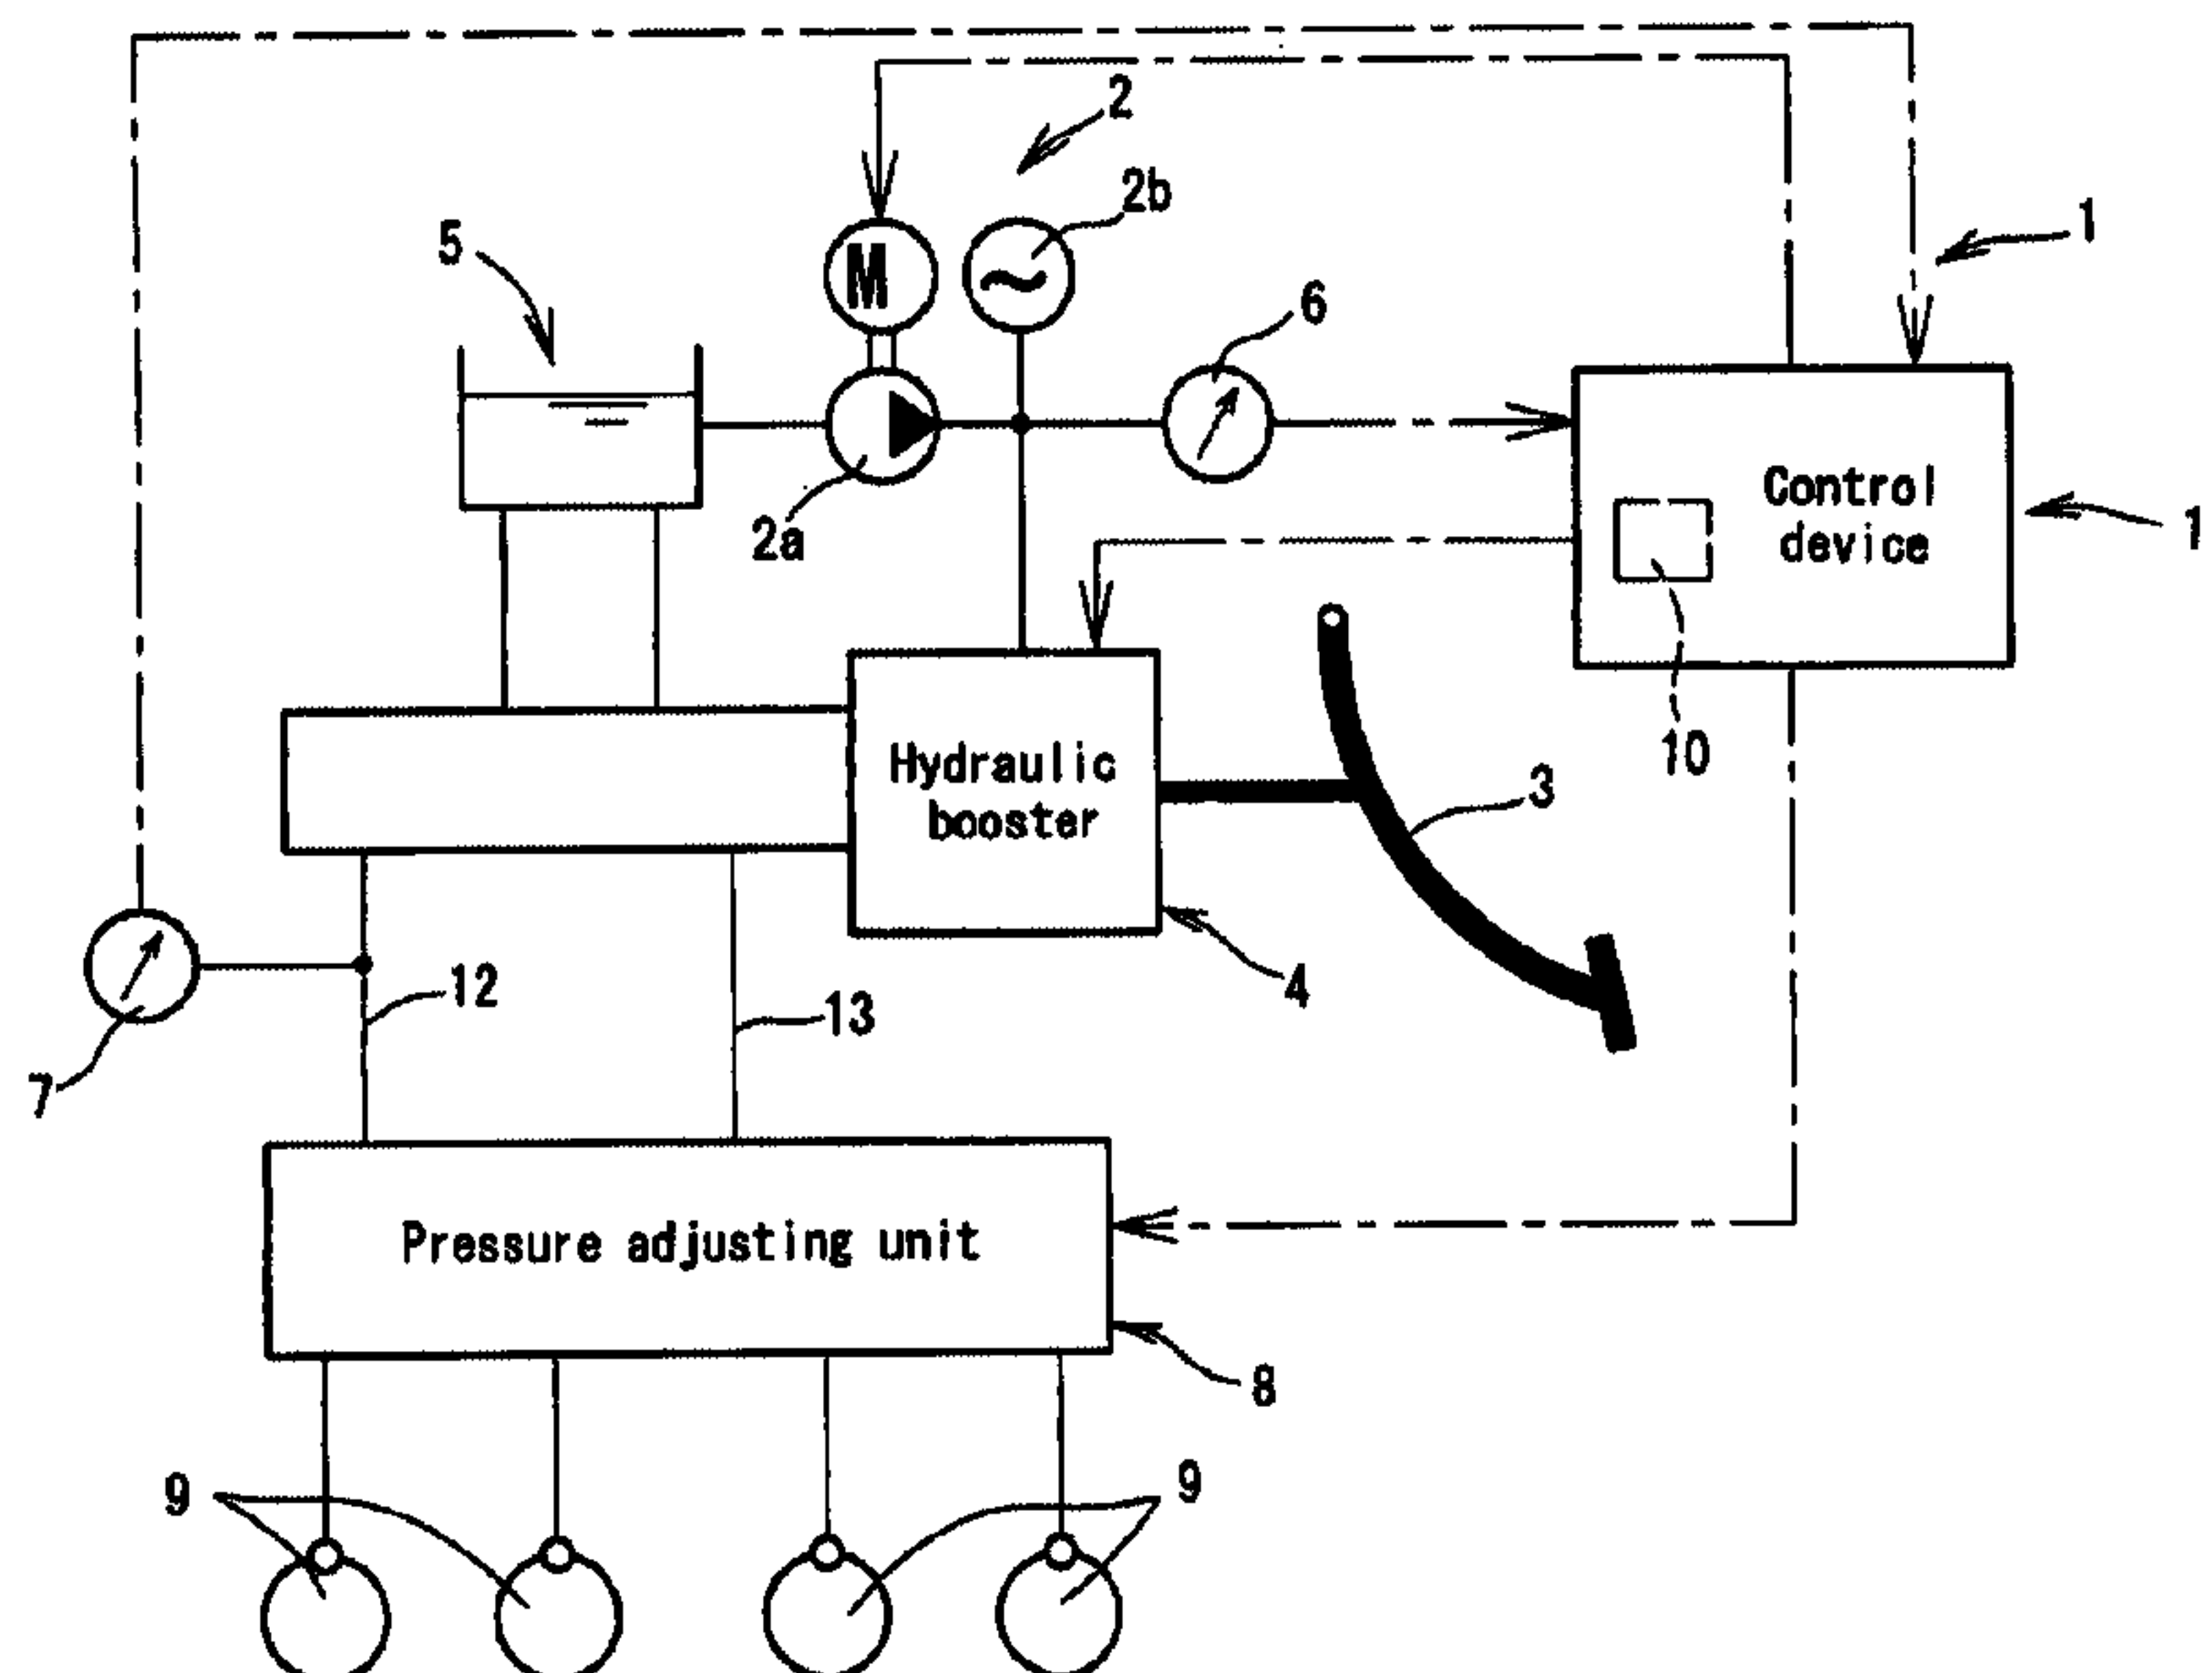 2
2b
1
5
M
6
Control
device
1
2a
10
Hydraulic
booster
3
12
4
13
7
Pressure adjusting unit
8
9
9